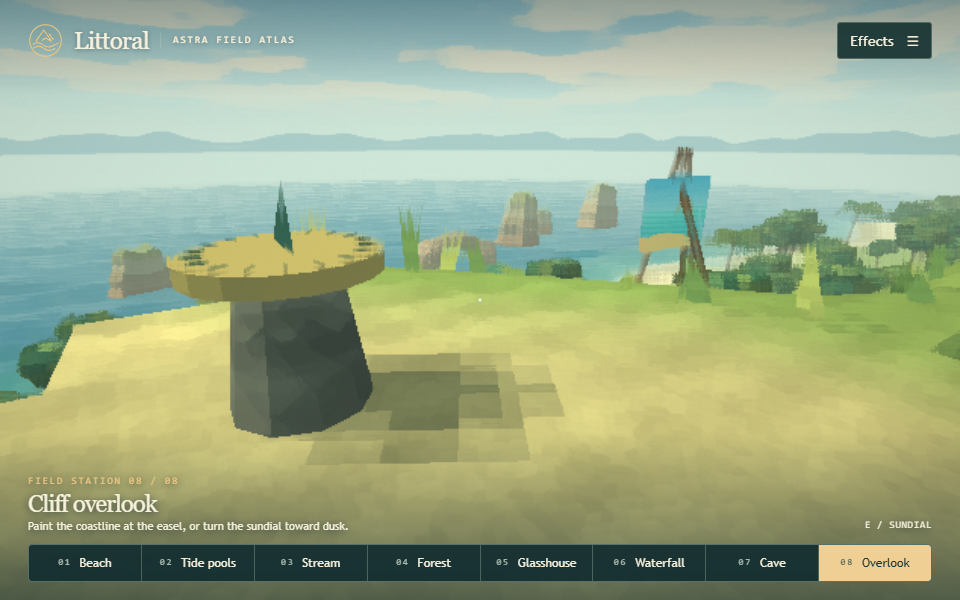 Littoral
ASTRA FIELD ATLAS
Effects
FIELD STATION 08 / 08
Cliff overlook
Paint the coastline at the easel, or turn the sundial toward dusk.
E / SUNDIAL
01 Beach
02 Tide pools
03 Stream
04 Forest
05 Glasshouse
06 Waterfall
07 Cave
08 Overlook